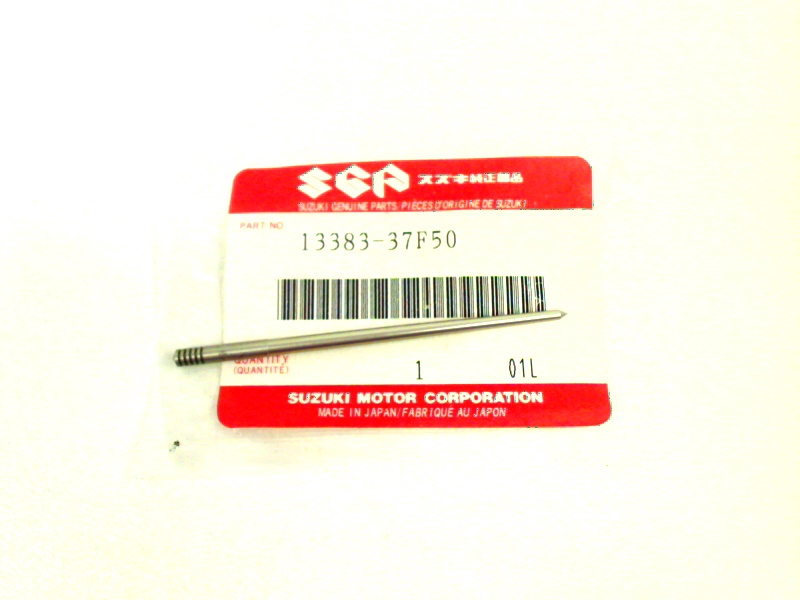 SGP スズキ純正部品
SUZUKI GENUINE PARTS/PIÈCES D'ORIGINE DE SUZUKI
PART NO
13383-37F50
QUANTITY
(QUANTITÉ) 1 01L
SUZUKI MOTOR CORPORATION
MADE IN JAPAN/FABRIQUÉ AU JAPON